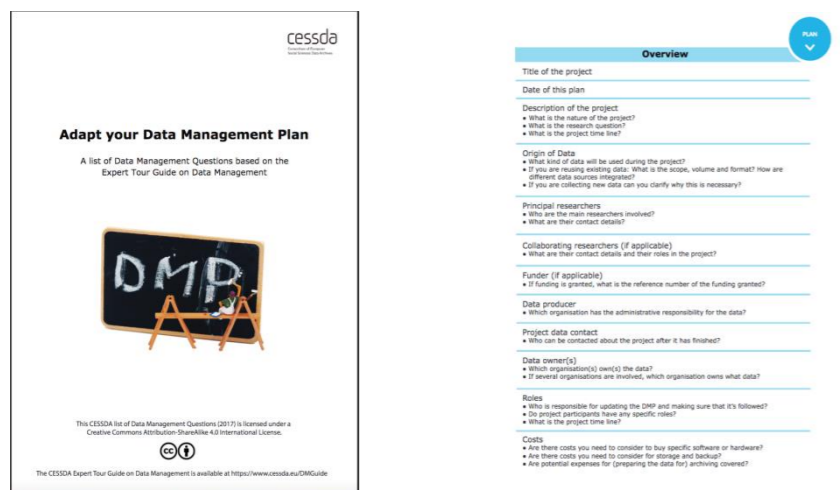 cessda
Consortium of European
Social Science Data Archives
Adapt your Data Management Plan
A list of Data Management Questions based on the
Expert Tour Guide on Data Management
DMP
This CESSDA list of Data Management Questions (2017) is licensed under a
Creative Commons Attribution-ShareAlike 4.0 International License.
cc
The CESSDA Expert Tour Guide on Data Management is available at https://www.cessda.eu/DMGuide
PLAN
Overview
Title of the project
Date of this plan
Description of the project
• What is the nature of the project?
• What is the research question?
• What is the project time line?
Origin of Data
• What kind of data will be used during the project?
• If you are reusing existing data: What is the scope, volume and format? How are
different data sources integrated?
• If you are collecting new data can you clarify why this is necessary?
Principal researchers
• Who are the main researchers involved?
• What are their contact details?
Collaborating researchers (if applicable)
• What are their contact details and their roles in the project?
Funder (if applicable)
• If funding is granted, what is the reference number of the funding granted?
Data producer
• Which organisation has the administrative responsibility for the data?
Project data contact
• Who can be contacted about the project after it has finished?
Data owner(s)
• Which organisation(s) own(s) the data?
• If several organisations are involved, which organisation owns what data?
Roles
• Who is responsible for updating the DMP and making sure that it's followed?
• Do project participants have any specific roles?
• What is the project time line?
Costs
• Are there costs you need to consider to buy specific software or hardware?
• Are there costs you need to consider for storage and backup?
• Are potential expenses for (preparing the data for) archiving covered?